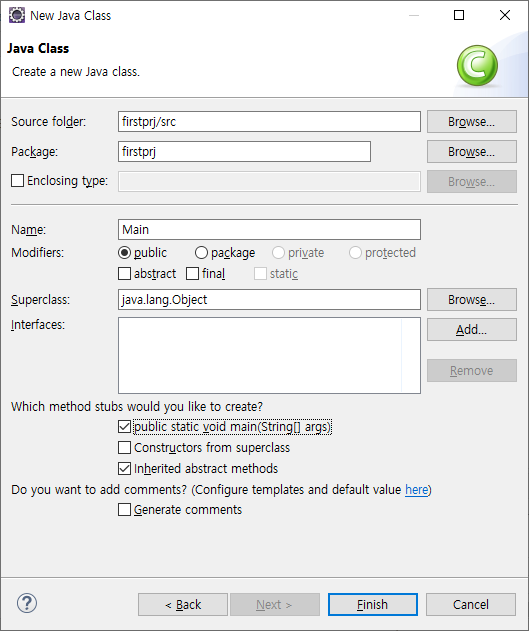 New Java Class
Java Class
Create a new Java class.
C
Source folder: firstprj/src Browse...
Package: firstprj Browse...
Enclosing type: Browse...
Name: Main
Modifiers: public package private protected
abstract final static
Superclass: java.lang.Object Browse...
Interfaces: Add...
Remove
Which method stubs would you like to create?
public static void main(String[] args)
Constructors from superclass
Inherited abstract methods
Do you want to add comments? (Configure templates and default value here)
Generate comments
? < Back Next > Finish Cancel